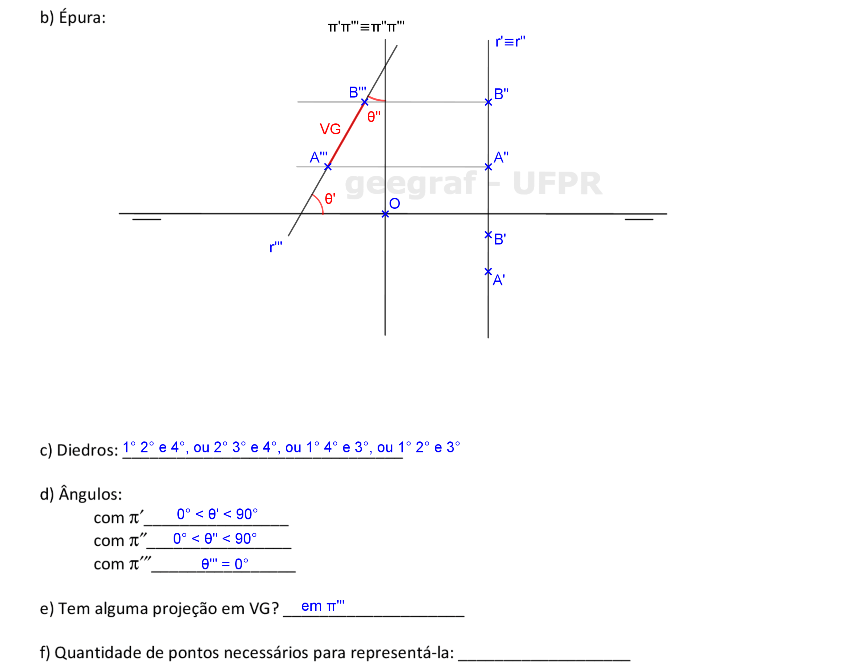 b) Épura:
π'π'''≡π''π'''
r'≡r''
B''' B''
θ''
VG
A''' A''
geegraf - UFPR
θ'
O
r'''
B'
A'
c) Diedros: 1° 2° e 4°, ou 2° 3° e 4°, ou 1° 4° e 3°, ou 1° 2° e 3°
d) Ângulos:
com π′ 0° < θ' < 90°
com π″ 0° < θ'' < 90°
com π‴ θ''' = 0°
e) Tem alguma projeção em VG? em π'''
f) Quantidade de pontos necessários para representá-la: